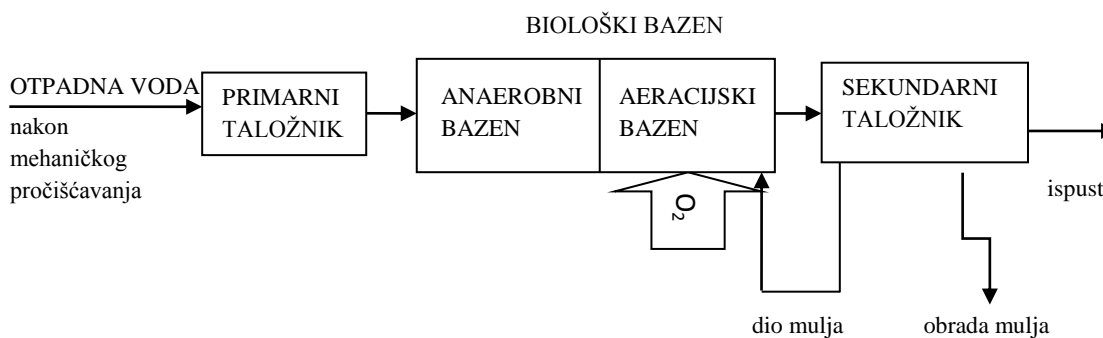 BIOLOŠKI BAZEN
OTPADNA VODA
nakon
mehaničkog
pročišćavanja
PRIMARNI
TALOŽNIK
ANAEROBNI
BAZEN
AERACIJSKI
BAZEN
O₂
SEKUNDARNI
TALOŽNIK
ispust
dio mulja
obrada mulja